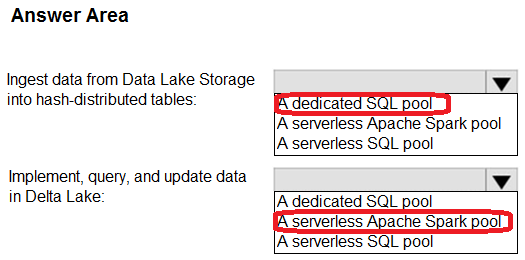 Answer Area
Ingest data from Data Lake Storage
into hash-distributed tables:
A dedicated SQL pool
A serverless Apache Spark pool
A serverless SQL pool
Implement, query, and update data
in Delta Lake:
A dedicated SQL pool
A serverless Apache Spark pool
A serverless SQL pool